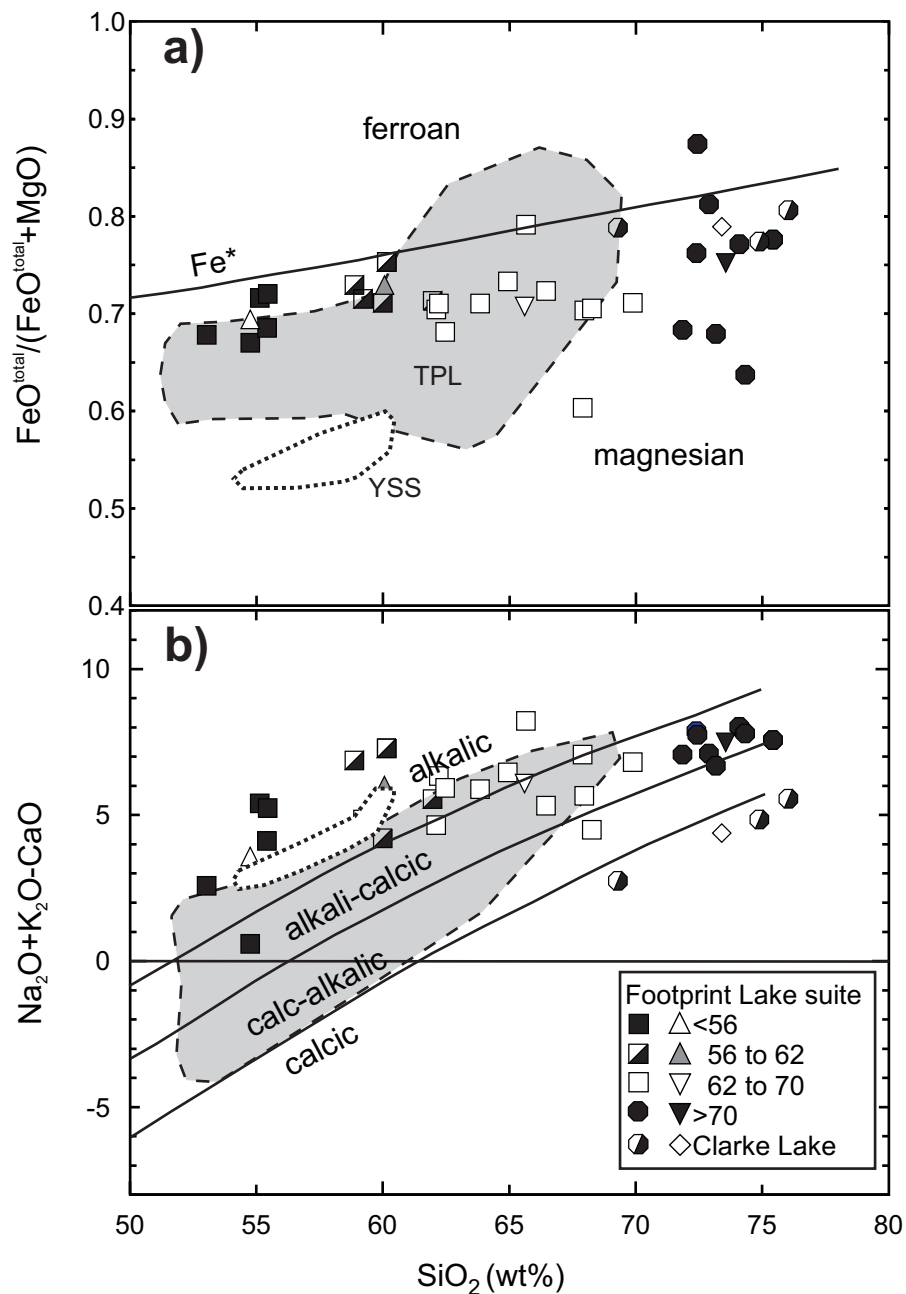 a)
1.0
0.9
0.8
0.7
0.6
0.5
0.4
FeO^total/(FeO^total+MgO)
ferroan
Fe*
TPL
magnesian
YSS
b)
10
5
0
-5
Na₂O+K₂O-CaO
alkalic
alkali-calcic
calc-alkalic
calcic
Footprint Lake suite
<56
56 to 62
62 to 70
>70
Clarke Lake
50 55 60 65 70 75 80
SiO₂ (wt%)